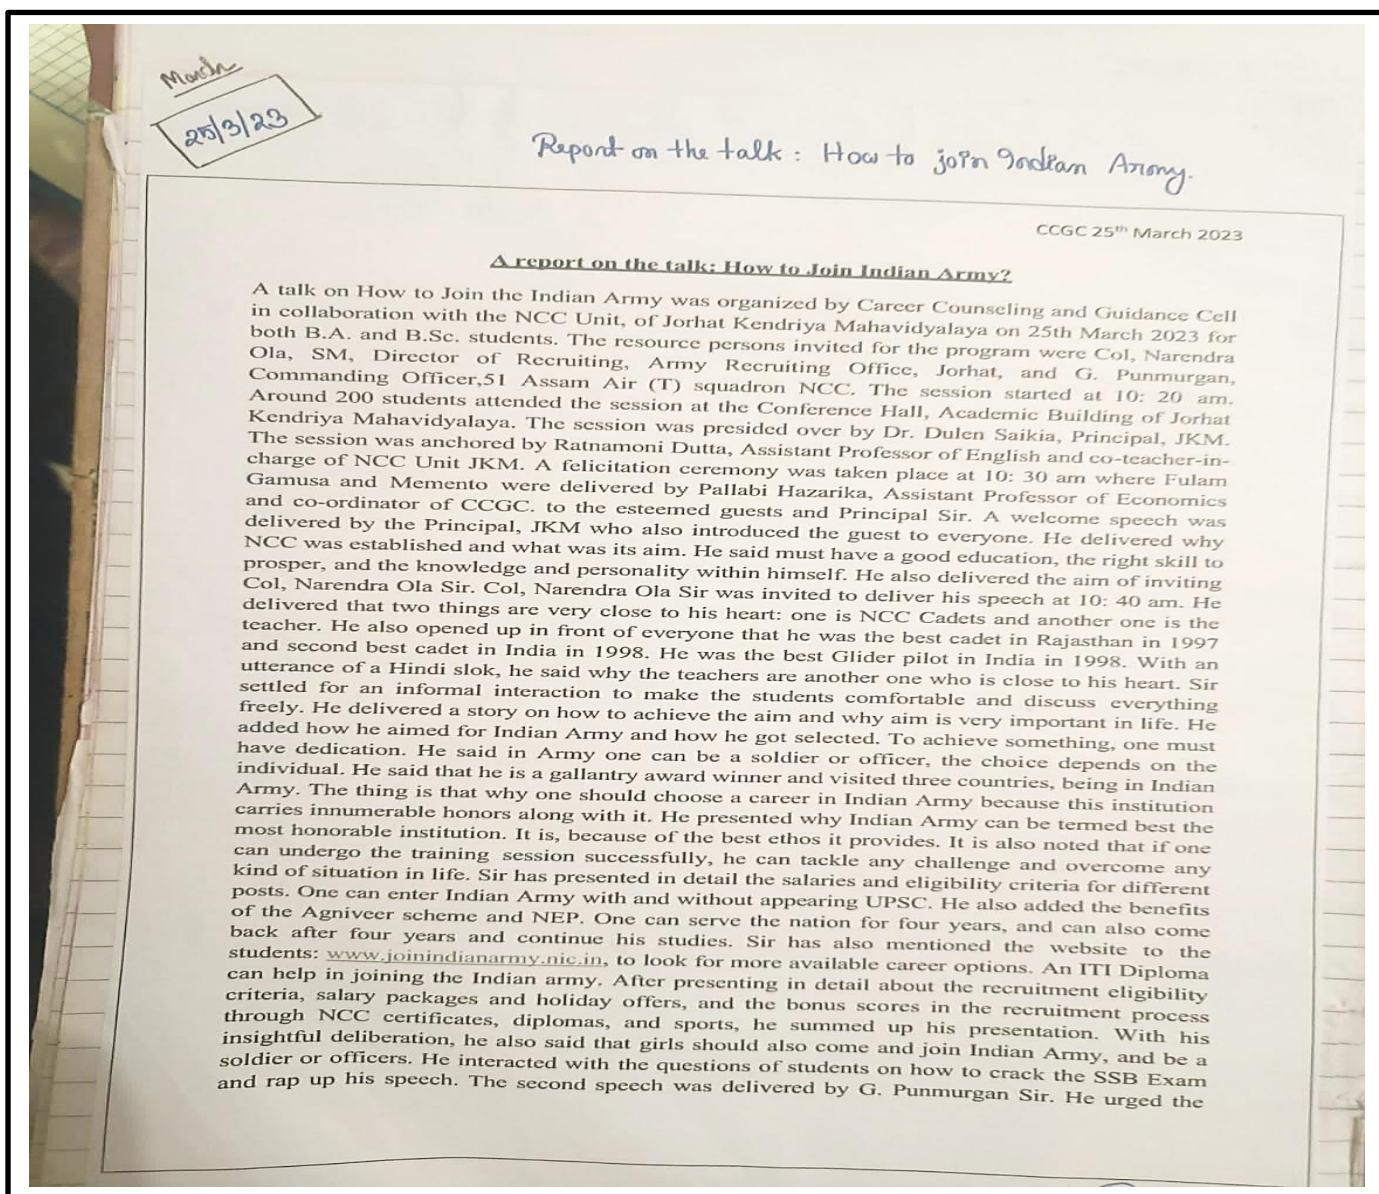 March
25/3/23
Report on the talk : How to join Indian Army.
CCGC 25th March 2023
A report on the talk: How to Join Indian Army?
A talk on How to Join the Indian Army was organized by Career Counseling and Guidance Cell
in collaboration with the NCC Unit, of Jorhat Kendriya Mahavidyalaya on 25th March 2023 for
both B.A. and B.Sc. students. The resource persons invited for the program were Col, Narendra
Ola, SM, Director of Recruiting, Army Recruiting Office, Jorhat, and G. Punmurgan,
Commanding Officer,51 Assam Air (T) squadron NCC. The session started at 10: 20 am.
Around 200 students attended the session at the Conference Hall, Academic Building of Jorhat
Kendriya Mahavidyalaya. The session was presided over by Dr. Dulen Saikia, Principal, JKM.
The session was anchored by Ratnamoni Dutta, Assistant Professor of English and co-teacher-in-
charge of NCC Unit JKM. A felicitation ceremony was taken place at 10: 30 am where Fulam
Gamusa and Memento were delivered by Pallabi Hazarika, Assistant Professor of Economics
and co-ordinator of CCGC. to the esteemed guests and Principal Sir. A welcome speech was
delivered by the Principal, JKM who also introduced the guest to everyone. He delivered why
NCC was established and what was its aim. He said must have a good education, the right skill to
prosper, and the knowledge and personality within himself. He also delivered the aim of inviting
Col, Narendra Ola Sir. Col, Narendra Ola Sir was invited to deliver his speech at 10: 40 am. He
delivered that two things are very close to his heart: one is NCC Cadets and another one is the
teacher. He also opened up in front of everyone that he was the best cadet in Rajasthan in 1997
and second best cadet in India in 1998. He was the best Glider pilot in India in 1998. With an
utterance of a Hindi slok, he said why the teachers are another one who is close to his heart. Sir
settled for an informal interaction to make the students comfortable and discuss everything
freely. He delivered a story on how to achieve the aim and why aim is very important in life. He
added how he aimed for Indian Army and how he got selected. To achieve something, one must
have dedication. He said in Army one can be a soldier or officer, the choice depends on the
individual. He said that he is a gallantry award winner and visited three countries, being in Indian
Army. The thing is that why one should choose a career in Indian Army because this institution
carries innumerable honors along with it. He presented why Indian Army can be termed best the
most honorable institution. It is, because of the best ethos it provides. It is also noted that if one
can undergo the training session successfully, he can tackle any challenge and overcome any
kind of situation in life. Sir has presented in detail the salaries and eligibility criteria for different
posts. One can enter Indian Army with and without appearing UPSC. He also added the benefits
of the Agniveer scheme and NEP. One can serve the nation for four years, and can also come
back after four years and continue his studies. Sir has also mentioned the website to the
students: www.joinindianarmy.nic.in, to look for more available career options. An ITI Diploma
can help in joining the Indian army. After presenting in detail about the recruitment eligibility
criteria, salary packages and holiday offers, and the bonus scores in the recruitment process
through NCC certificates, diplomas, and sports, he summed up his presentation. With his
insightful deliberation, he also said that girls should also come and join Indian Army, and be a
soldier or officers. He interacted with the questions of students on how to crack the SSB Exam
and rap up his speech. The second speech was delivered by G. Punmurgan Sir. He urged the